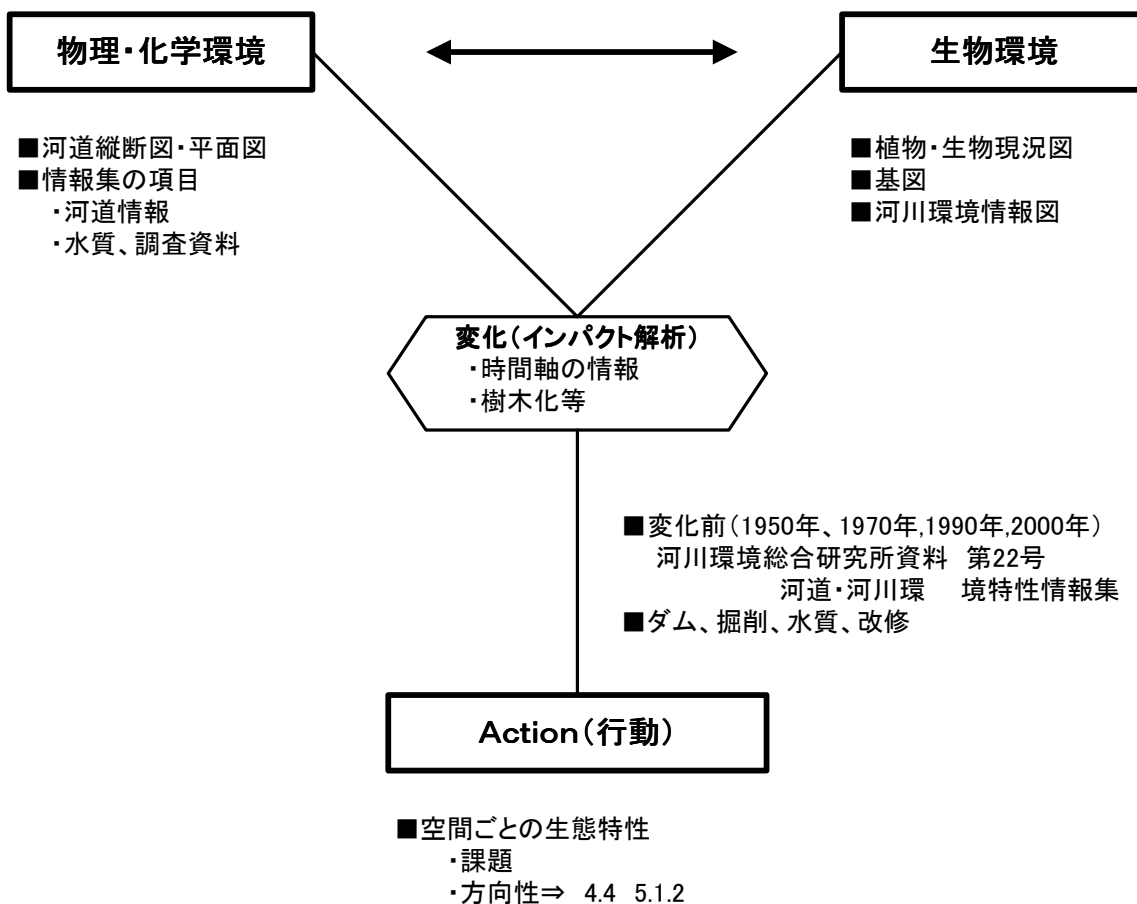 物理・化学環境
生物環境
■河道縦断図・平面図
■情報集の項目
・河道情報
・水質、調査資料
■植物・生物現況図
■基図
■河川環境情報図
変化(インパクト解析)
・時間軸の情報
・樹木化等
■変化前(1950年、1970年,1990年,2000年)
河川環境総合研究所資料 第22号
河道・河川環 境特性情報集
■ダム、掘削、水質、改修
Action(行動)
■空間ごとの生態特性
・課題
・方向性⇒ 4.4 5.1.2